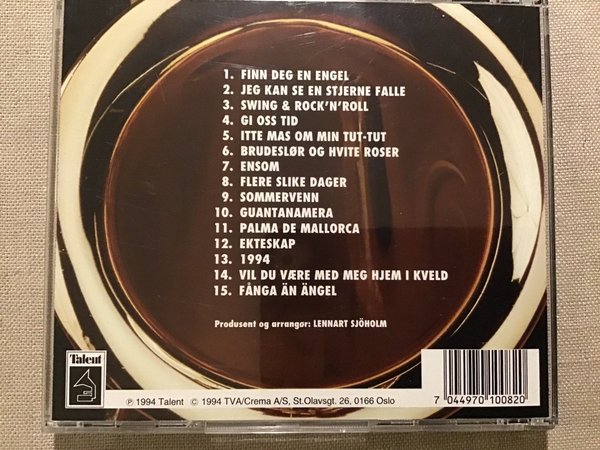 1. FINN DEG EN ENGEL
2. JEG KAN SE EN STJERNE FALLE
3. SWING & ROCK'N'ROLL
4. GI OSS TID
5. ITTE MAS OM MIN TUT-TUT
6. BRUDESLØR OG HVITE ROSER
7. ENSOM
8. FLERE SLIKE DAGER
9. SOMMERVENN
10. GUANTANAMERA
11. PALMA DE MALLORCA
12. EKTESKAP
13. 1994
14. VIL DU VÆRE MED MEG HJEM I KVELD
15. FÅNGA ÄN ÄNGEL
Produsent og arrangør: LENNART SJÖHOLM
Talent
℗ 1994 Talent © 1994 TVA/Crema A/S, St.Olavsgt. 26, 0166 Oslo
7 044970 100820